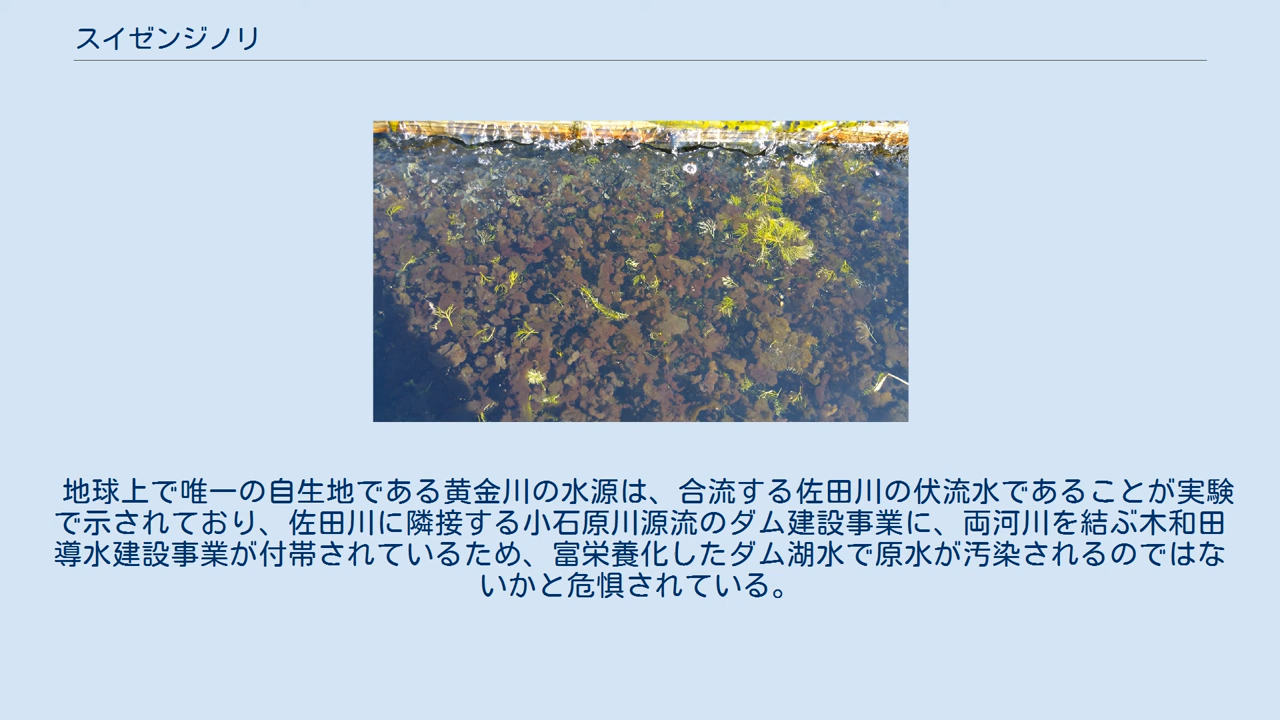 スイゼンジノリ
地球上で唯一の自生地である黄金川の水源は、合流する佐田川の伏流水であることが実験
で示されており、佐田川に隣接する小石原川源流のダム建設事業に、両河川を結ぶ木和田
導水建設事業が付帯されているため、富栄養化したダム湖水で原水が汚染されるのではな
いかと危惧されている。